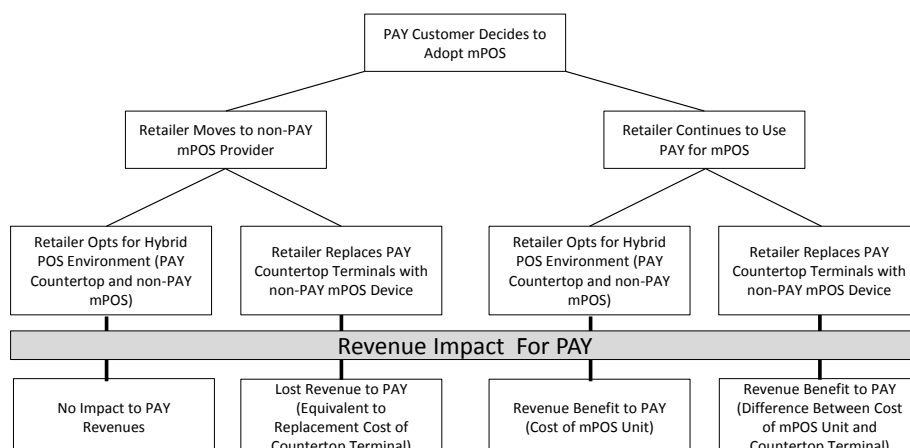 PAY Customer Decides to
Adopt mPOS
Retailer Moves to non-PAY
mPOS Provider
Retailer Continues to Use
PAY for mPOS
Retailer Opts for Hybrid
POS Environment (PAY
Countertop and non-PAY
mPOS)
Retailer Replaces PAY
Countertop Terminals with
non-PAY mPOS Device
Retailer Opts for Hybrid
POS Environment (PAY
Countertop and non-PAY
mPOS)
Retailer Replaces PAY
Countertop Terminals with
non-PAY mPOS Device
Revenue Impact For PAY
No Impact to PAY
Revenues
Lost Revenue to PAY
(Equivalent to
Replacement Cost of
Countertop Terminal)
Revenue Benefit to PAY
(Cost of mPOS Unit)
Revenue Benefit to PAY
(Difference Between Cost
of mPOS Unit and
Countertop Terminal)